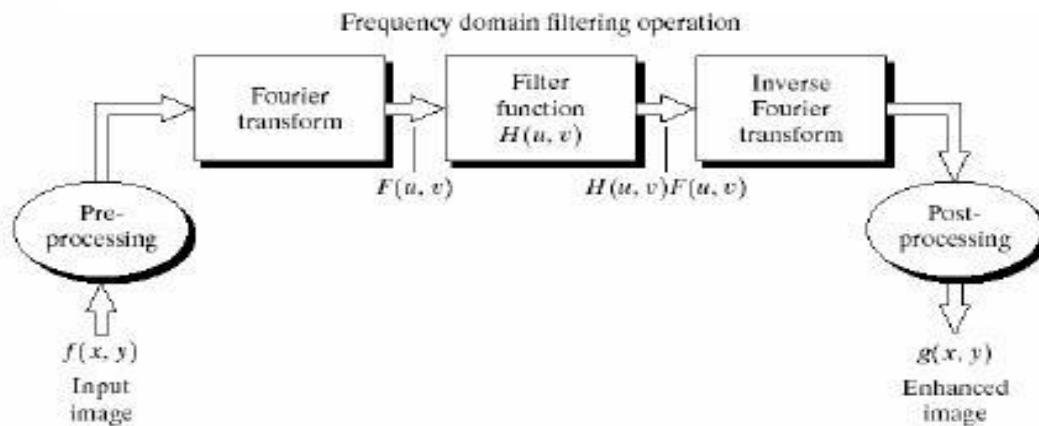 Frequency domain filtering operation
Fourier
transform
Filter
function
H(u, v)
Inverse
Fourier
transform
F(u, v)
H(u, v)F(u, v)
Pre-
processing
Post-
processing
f(x, y)
Input
image
g(x, y)
Enhanced
image